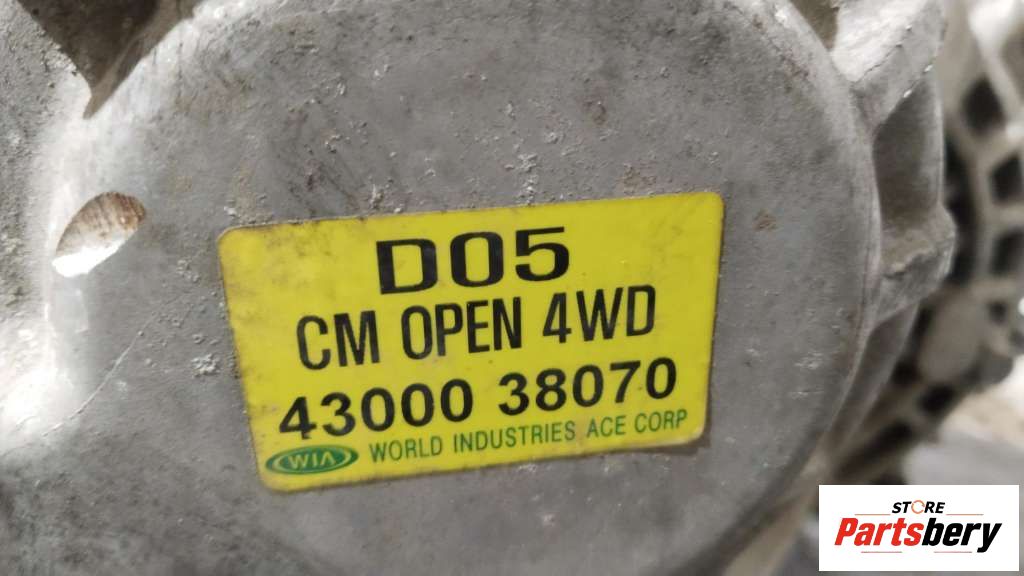 D05
CM OPEN 4WD
43000 38070
WIA WORLD INDUSTRIES ACE CORP
STORE
Partsbery